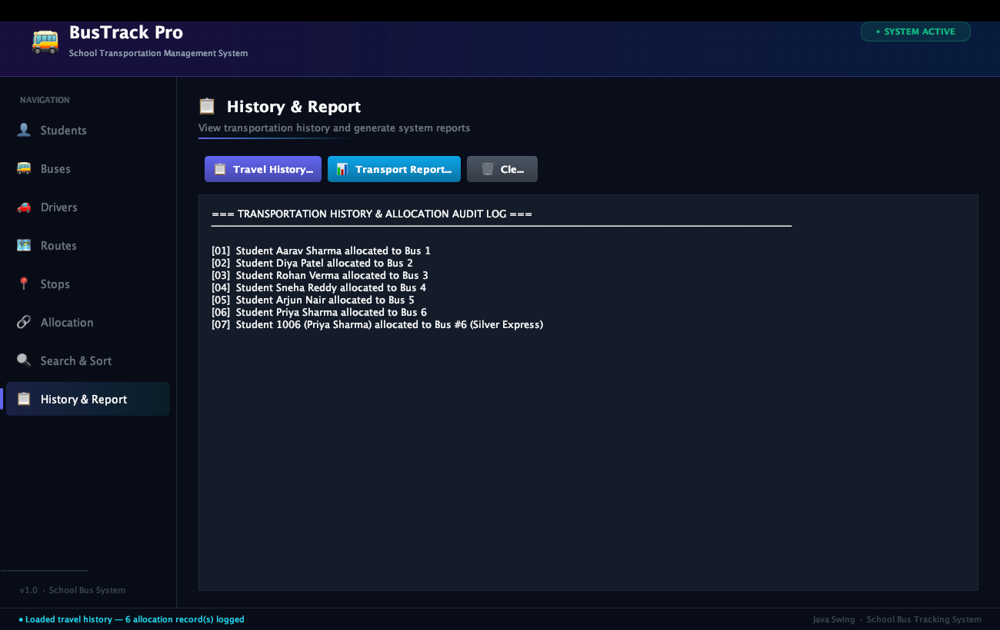 BusTrack Pro
School Transportation Management System
• SYSTEM ACTIVE
NAVIGATION
Students
Buses
Drivers
Routes
Stops
Allocation
Search & Sort
History & Report
v1.0 · School Bus System
History & Report
View transportation history and generate system reports
Travel History...
Transport Report...
Cle...
=== TRANSPORTATION HISTORY & ALLOCATION AUDIT LOG ===
[01] Student Aarav Sharma allocated to Bus 1
[02] Student Diya Patel allocated to Bus 2
[03] Student Rohan Verma allocated to Bus 3
[04] Student Sneha Reddy allocated to Bus 4
[05] Student Arjun Nair allocated to Bus 5
[06] Student Priya Sharma allocated to Bus 6
[07] Student 1006 (Priya Sharma) allocated to Bus #6 (Silver Express)
• Loaded travel history — 6 allocation record(s) logged
Java Swing · School Bus Tracking System